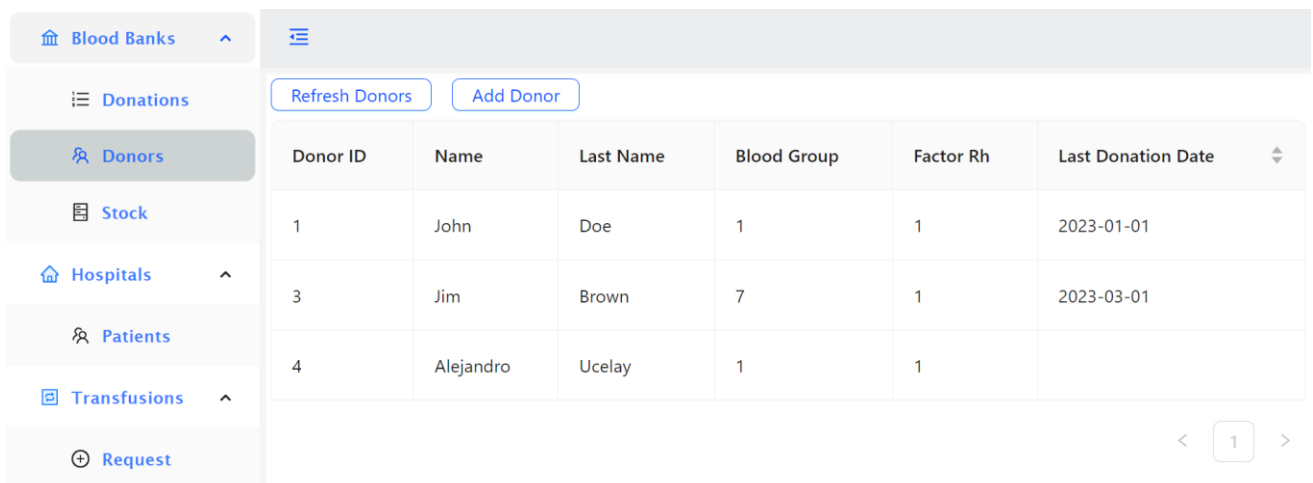 Blood Banks
Donations
Donors
Stock
Hospitals
Patients
Transfusions
Request
Refresh Donors Add Donor
Donor ID Name Last Name Blood Group Factor Rh Last Donation Date
1 John Doe 1 1 2023-01-01
3 Jim Brown 7 1 2023-03-01
4 Alejandro Ucelay 1 1
< 1 >